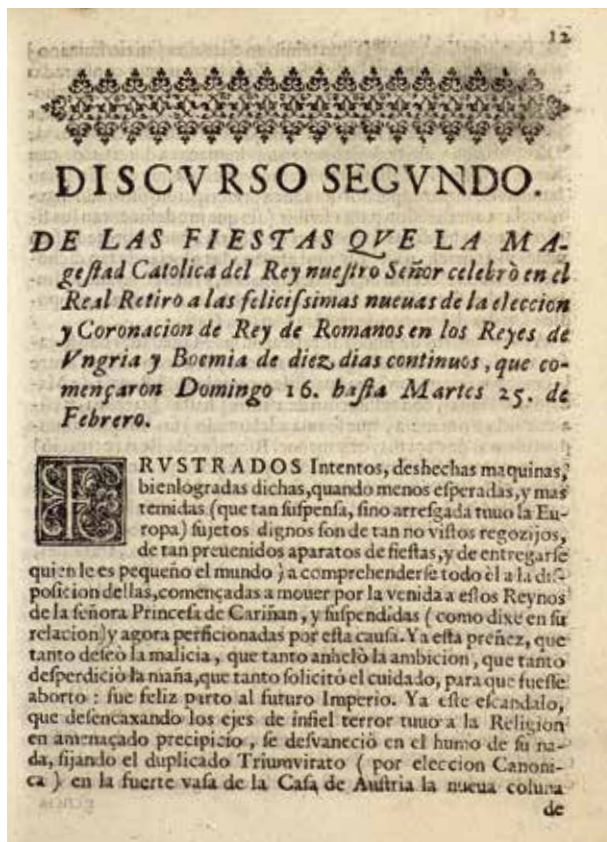 12
DISCVRSO SEGVNDO.
DE LAS FIESTAS QVE LA MA-
gestad Catolica del Rey nuestro Señor celebrò en el
Real Retiro a las felicissimas nueuas de la eleccion
y Coronacion de Rey de Romanos en los Reyes de
Vngria y Boemia de diez dias continuos, que co-
mençaron Domingo 16. hasta Martes 25. de
Febrero.
FRVSTRADOS Intentos, deshechas maquinas,
bienlogradas dichas, quando menos esperadas, y mas
temidas (que tan suspensa, sino arresgada tuuo la Eu-
ropa) sujetos dignos son de tan no vistos regozijos,
de tan preuenidos aparatos de fiestas, y de entregarse
quien le es pequeño el mundo) a comprehenderse todo èl a la dis-
posicion dellas, començadas a mouer por la venida a estos Reynos
de la señora Princesa de Cariñan, y suspendidas (como dixe en su
relacion) y agora perficionadas por esta causa. Ya esta preñez, que
tanto deseò la malicia, que tanto anhelò la ambicion, que tanto
desperdiciò la maña, que tanto solicitò el cuidado, para que fuesse
aborto: fue feliz parto al futuro Imperio. Ya este escandalo,
que desencaxando los ejes de infiel terror tuuo a la Religion
en amenaçado precipicio, se desvaneciò en el humo de su na-
da, fijando el duplicado Triumvirato (por eleccion Canoni-
ca) en la fuerte vasa de la Casa de Austria la nueua coluna
de